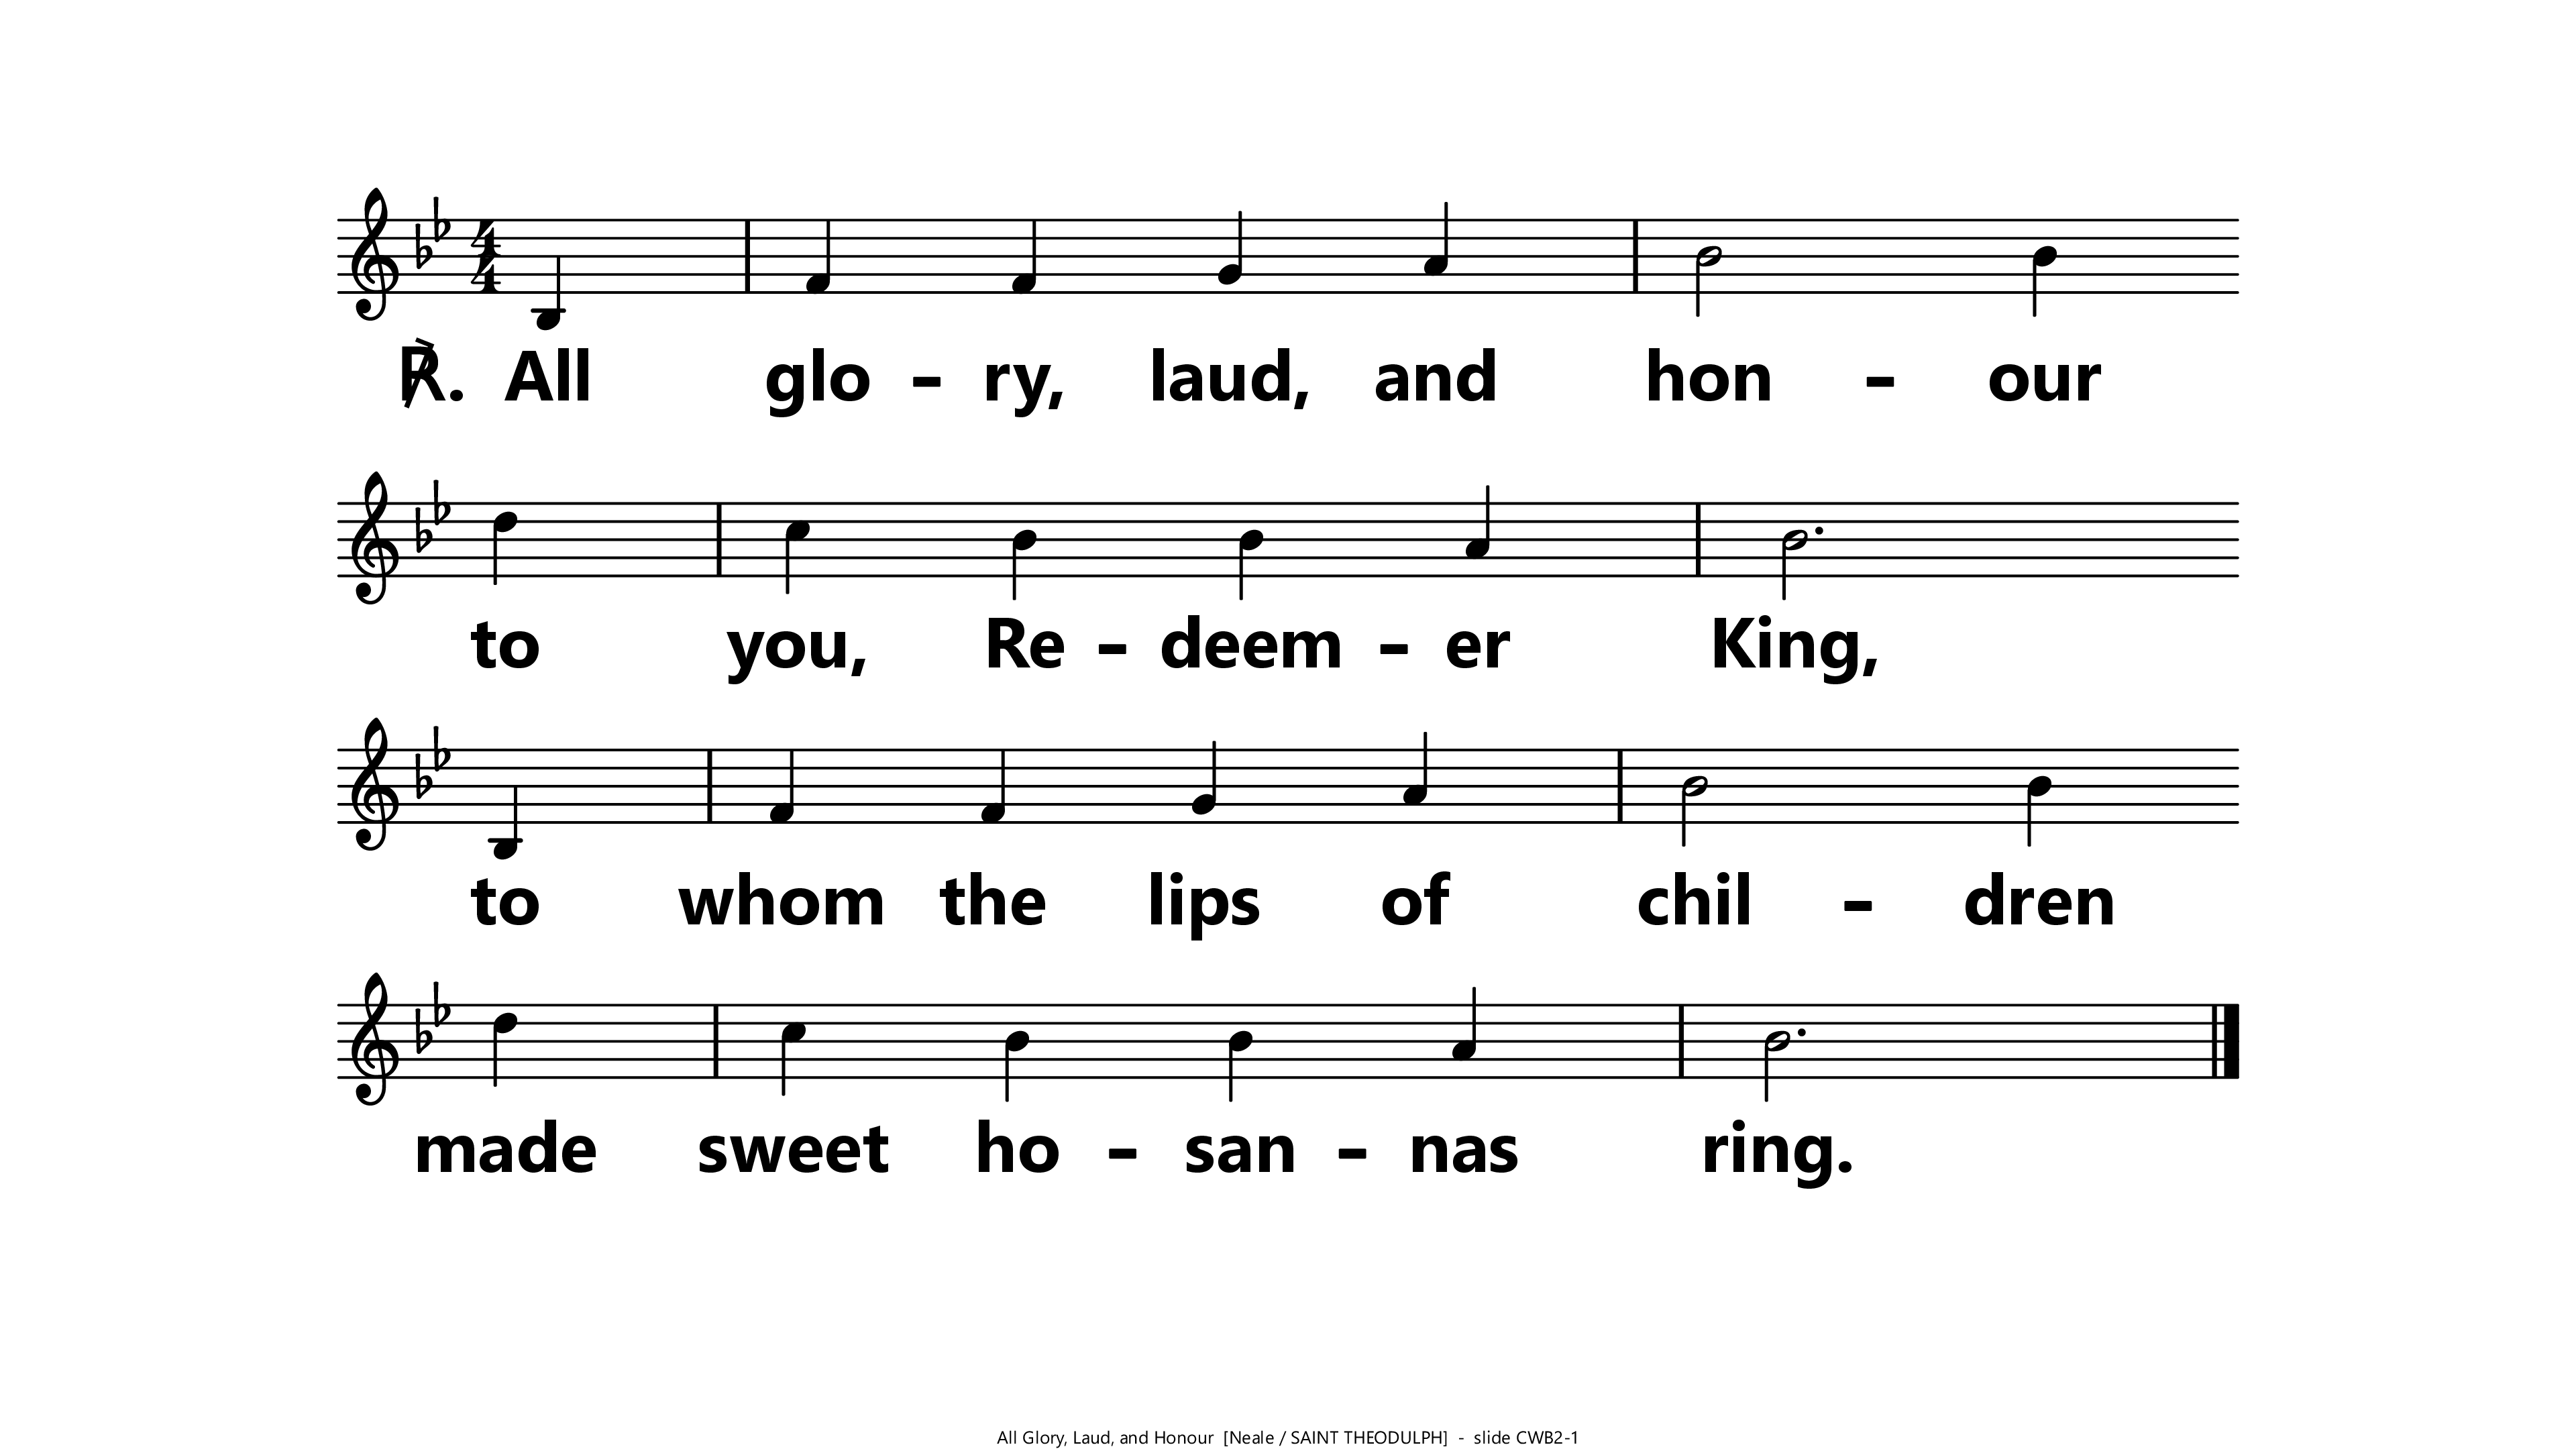 ℟. All glo – ry, laud, and hon – our
to you, Re – deem – er King,
to whom the lips of chil – dren
made sweet ho – san – nas ring.
All Glory, Laud, and Honour [Neale / SAINT THEODULPH] - slide CWB2-1